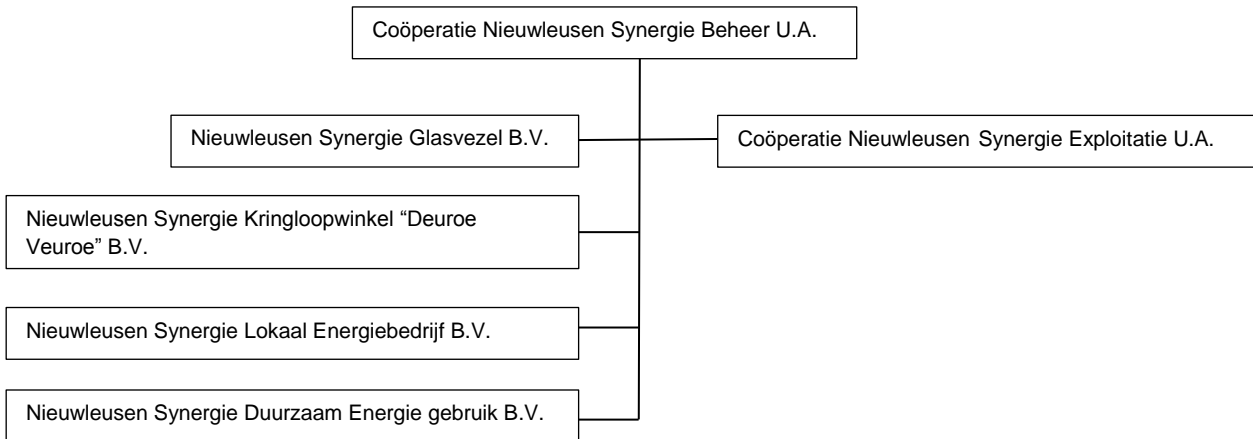 Coöperatie Nieuwleusen Synergie Beheer U.A.
Nieuwleusen Synergie Glasvezel B.V.
Coöperatie Nieuwleusen Synergie Exploitatie U.A.
Nieuwleusen Synergie Kringloopwinkel “Deuroe
Veuroe” B.V.
Nieuwleusen Synergie Lokaal Energiebedrijf B.V.
Nieuwleusen Synergie Duurzaam Energie gebruik B.V.